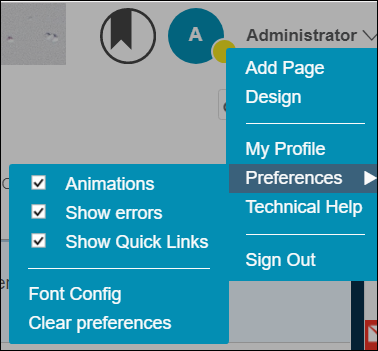 A
Administrator
Add Page
Design
My Profile
Preferences
Technical Help
Sign Out
Animations
Show errors
Show Quick Links
Font Config
Clear preferences